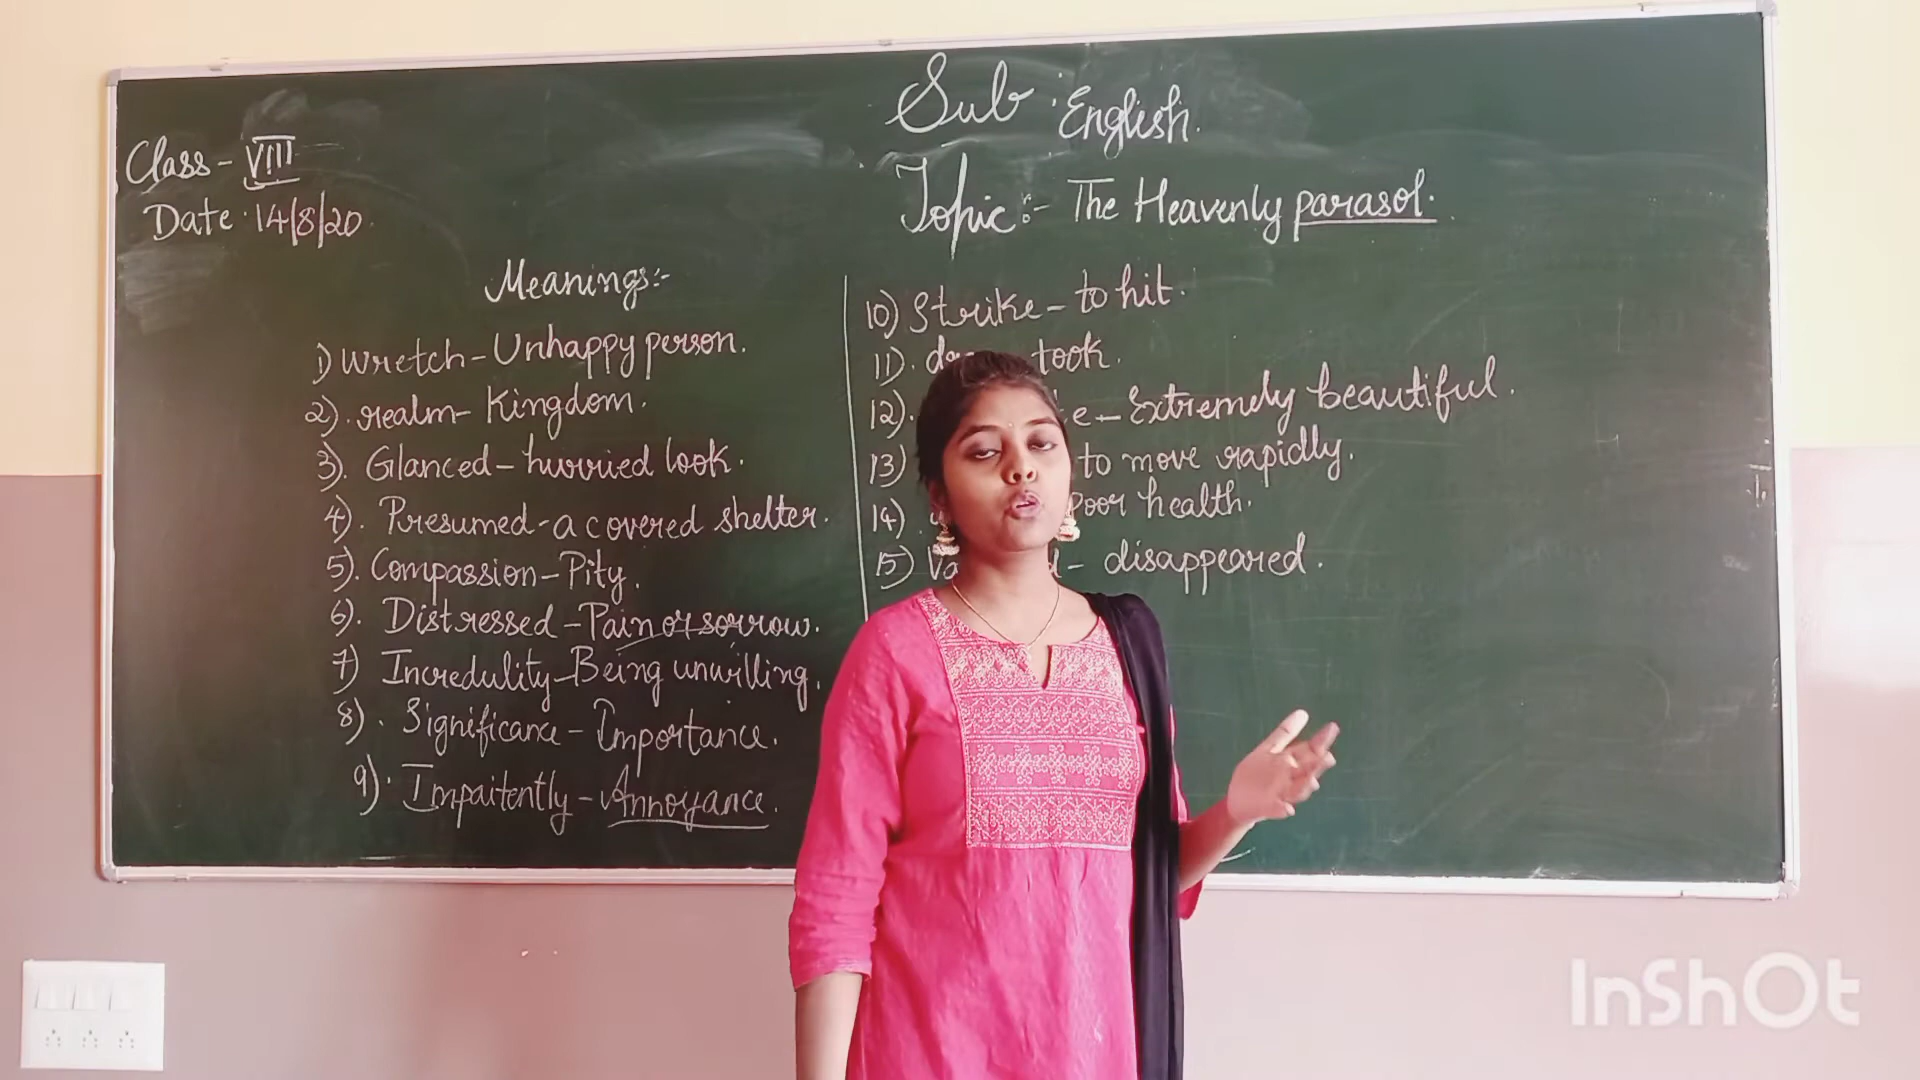 Sub : English.
Class - VIII
Topic :- The Heavenly parasol.
Date 14/8/20
Meanings:-
1) Wretch - Unhappy person.
2). realm - Kingdom.
3). Glanced - hurried look.
4). Presumed - a covered shelter.
5). Compassion - Pity.
6). Distressed - Pain or sorrow.
7) Incredulity - Being unwilling.
8). Significance - Importance.
9). Impaitently - Annoyance.
10) Strike - to hit.
11). took.
12). - Extremely beautiful.
13) to move rapidly.
14) Poor health.
15) - disappeared.
InShOt